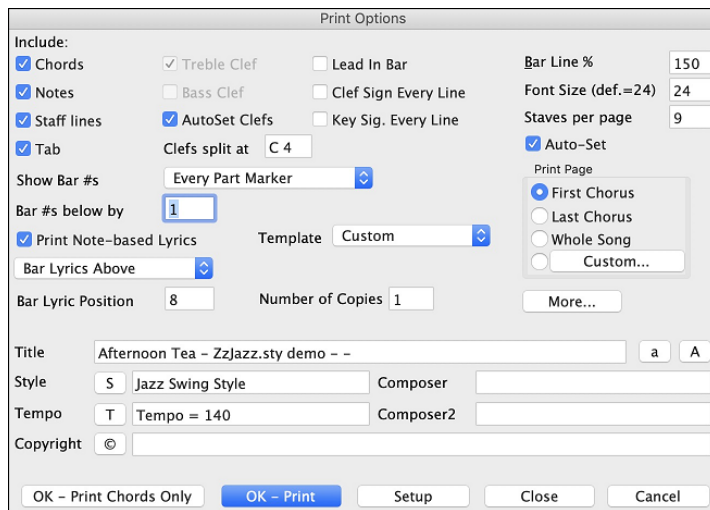 Print Options
Include:
Chords Treble Clef Lead In Bar Bar Line % 150
Notes Bass Clef Clef Sign Every Line Font Size (def.=24) 24
Staff lines AutoSet Clefs Key Sig. Every Line Staves per page 9
Tab Clefs split at C 4 Auto-Set
Print Page
Show Bar #s Every Part Marker First Chorus
Bar #s below by 1 Last Chorus
Print Note-based Lyrics Template Custom Whole Song
Bar Lyrics Above Custom...
Bar Lyric Position 8 Number of Copies 1 More...
Title Afternoon Tea - ZzJazz.sty demo - - a A
Style S Jazz Swing Style Composer
Tempo T Tempo = 140 Composer2
Copyright ©
OK - Print Chords Only OK - Print Setup Close Cancel